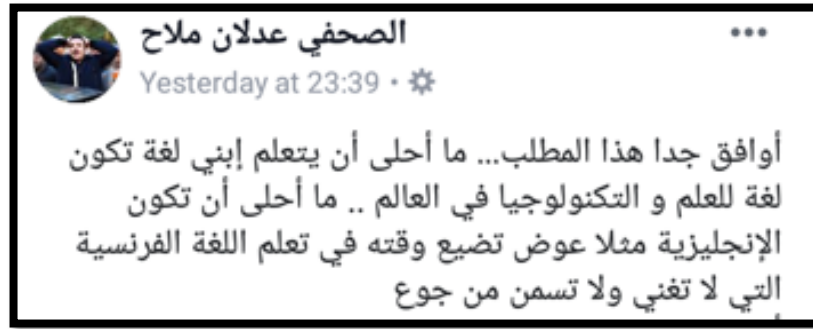 الصحفي عدلان ملاح
Yesterday at 23:39 ·
أوافق جدا هذا المطلب... ما أحلى أن يتعلم إبني لغة تكون
لغة للعلم و التكنولوجيا في العالم .. ما أحلى أن تكون
الإنجليزية مثلا عوض تضيع وقته في تعلم اللغة الفرنسية
التي لا تغني ولا تسمن من جوع